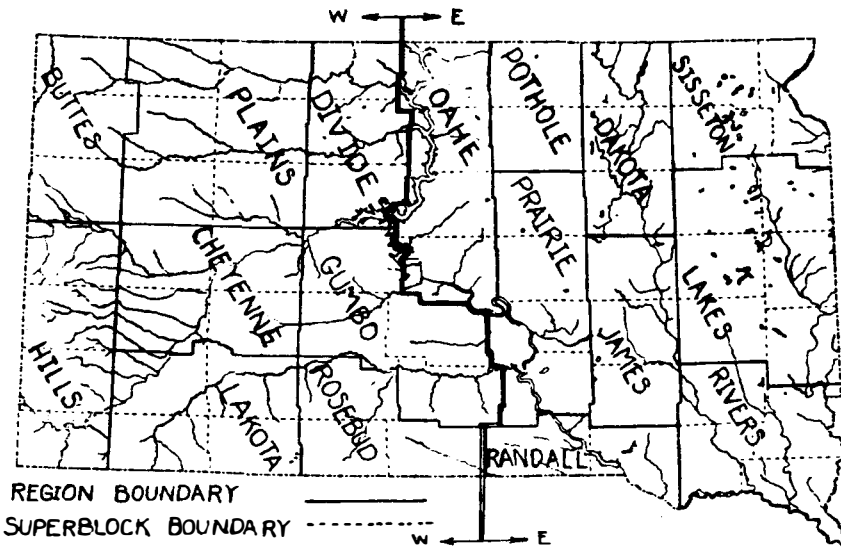 W E
BUTTES
PLAINS
DIVIDE
OAHE
POTHOLE
DAKOTA
SISSETON
PRAIRIE
CHEYENNE
GUMBO
LAKES
HILLS
LAKOTA
ROSEBUD
JAMES
RIVERS
RANDALL
REGION BOUNDARY
SUPERBLOCK BOUNDARY
W E